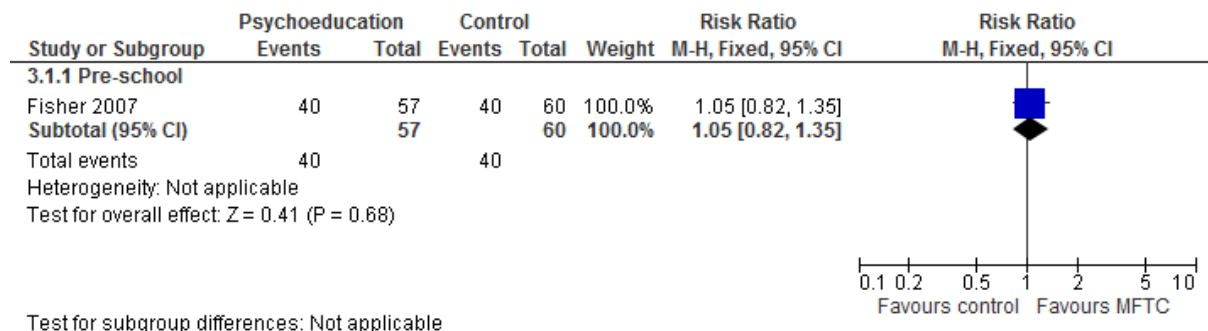 Psychoeducation Control Risk Ratio Risk Ratio
Study or Subgroup Events Total Events Total Weight M-H, Fixed, 95% CI M-H, Fixed, 95% CI
3.1.1 Pre-school
Fisher 2007 40 57 40 60 100.0% 1.05 [0.82, 1.35]
Subtotal (95% CI) 57 60 100.0% 1.05 [0.82, 1.35]
Total events 40 40
Heterogeneity: Not applicable
Test for overall effect: Z = 0.41 (P = 0.68)
0.1 0.2 0.5 1 2 5 10
Favours control Favours MFTC
Test for subgroup differences: Not applicable